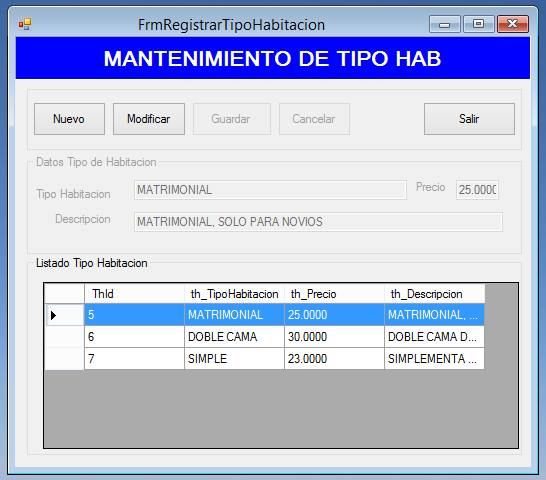 FrmRegistrarTipoHabitacion
MANTENIMIENTO DE TIPO HAB
Nuevo Modificar Guardar Cancelar Salir
Datos Tipo de Habitacion
Tipo Habitacion MATRIMONIAL Precio 25.0000
Descripcion MATRIMONIAL, SOLO PARA NOVIOS
Listado Tipo Habitacion
ThId th_TipoHabitacion th_Precio th_Descripcion
5 MATRIMONIAL 25.0000 MATRIMONIAL, ...
6 DOBLE CAMA 30.0000 DOBLE CAMA D...
7 SIMPLE 23.0000 SIMPLEMENTA ...